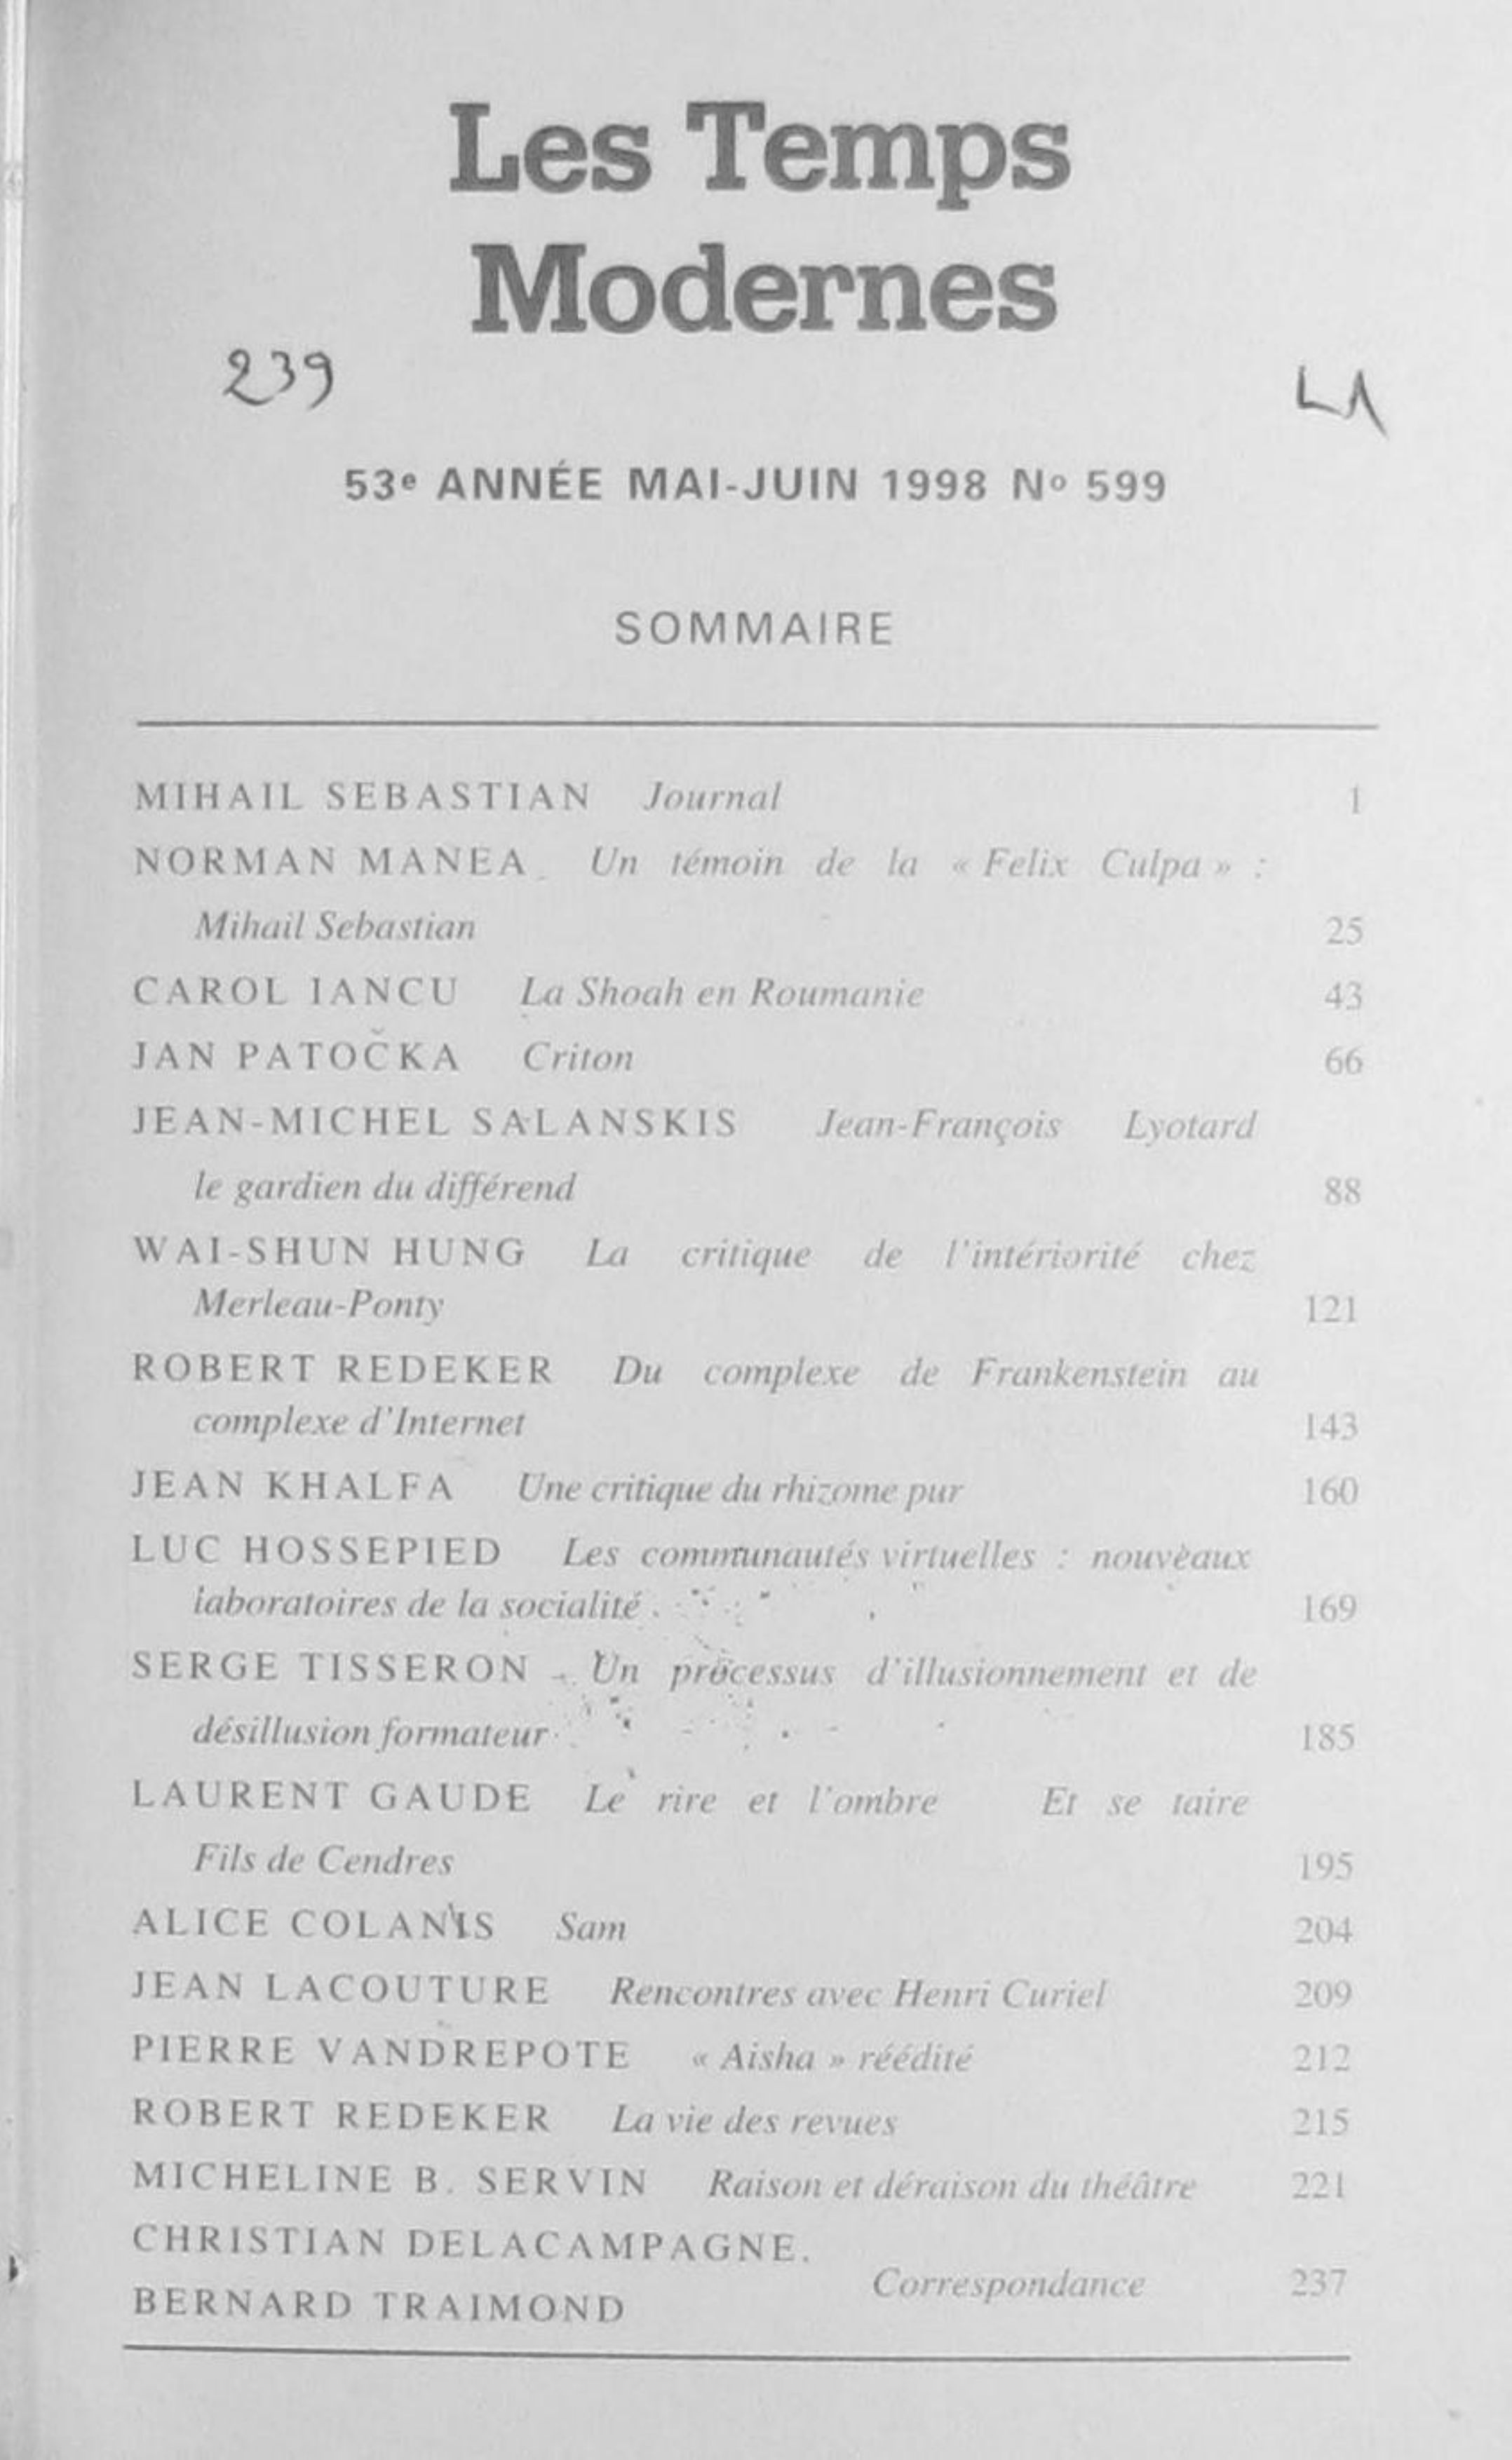 Les Temps
Modernes
239
L1
53e ANNÉE MAI-JUIN 1998 No 599
SOMMAIRE
MIHAIL SEBASTIAN Journal 1
NORMAN MANEA Un témoin de la « Felix Culpa » :
Mihail Sebastian 25
CAROL IANCU La Shoah en Roumanie 43
JAN PATOČKA Criton 66
JEAN-MICHEL SALANSKIS Jean-François Lyotard
le gardien du différend 88
WAI-SHUN HUNG La critique de l'intériorité chez
Merleau-Ponty 121
ROBERT REDEKER Du complexe de Frankenstein au
complexe d'Internet 143
JEAN KHALFA Une critique du rhizome pur 160
LUC HOSSEPIED Les communautés virtuelles : nouveaux
laboratoires de la socialité 169
SERGE TISSERON Un processus d'illusionnement et de
désillusion formateur 185
LAURENT GAUDE Le rire et l'ombre Et se taire
Fils de Cendres 195
ALICE COLANIS Sam 204
JEAN LACOUTURE Rencontres avec Henri Curiel 209
PIERRE VANDREPOTE « Aisha » réédité 212
ROBERT REDEKER La vie des revues 215
MICHELINE B. SERVIN Raison et déraison du théâtre 221
CHRISTIAN DELACAMPAGNE.
BERNARD TRAIMOND Correspondance 237